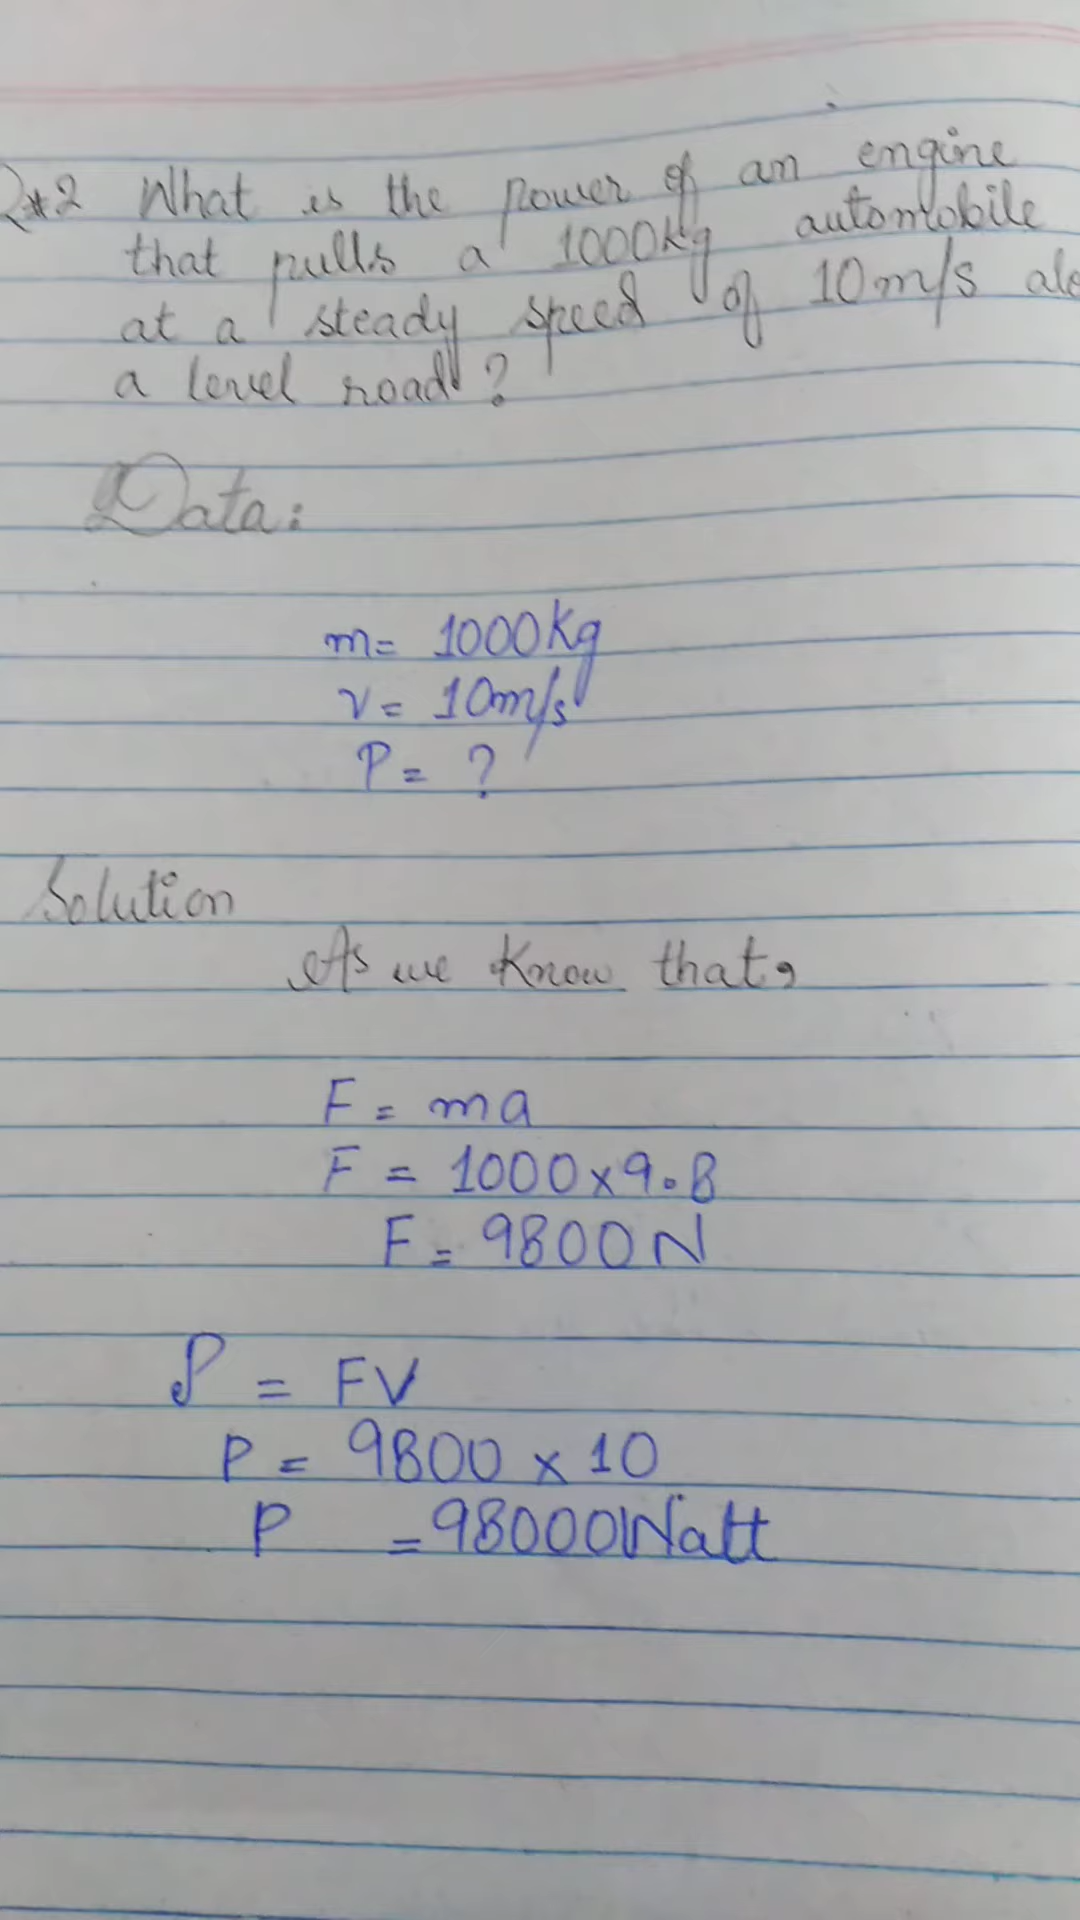 Q#2 What is the power of an engine
that pulls a 1000Kg automobile
at a steady speed of 10m/s alo
a level road?
Data:
m= 1000Kg
v= 10m/s
P= ?
Solution
As we Know that,
F = ma
F = 1000×9.8
F = 9800N
P = FV
P = 9800 × 10
P =98000Watt